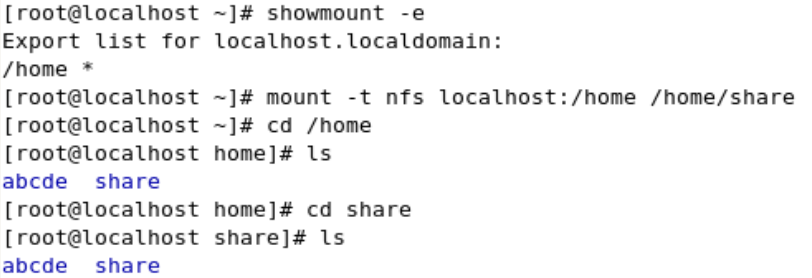 [root@localhost ~]# showmount -e
Export list for localhost.localdomain:
/home *
[root@localhost ~]# mount -t nfs localhost:/home /home/share
[root@localhost ~]# cd /home
[root@localhost home]# ls
abcde  share
[root@localhost home]# cd share
[root@localhost share]# ls
abcde  share